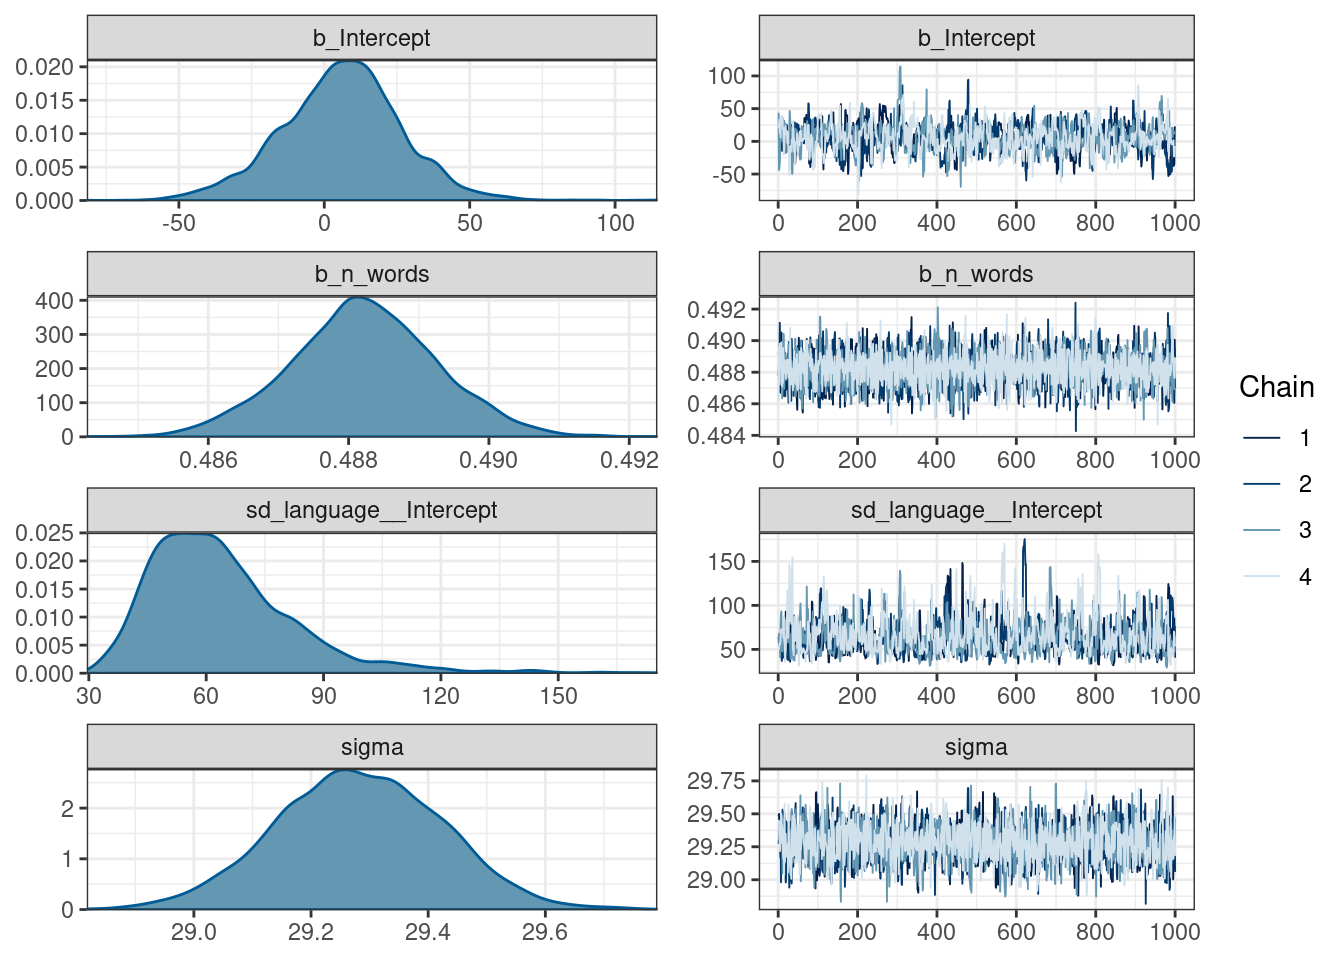 b_Intercept
0.020
0.015
0.010
0.005
0.000
-50 0 50 100
b_Intercept
100
50
0
-50
0 200 400 600 800 1000
b_n_words
400
300
200
100
0
0.486 0.488 0.490 0.492
b_n_words
0.492
0.490
0.488
0.486
0.484
0 200 400 600 800 1000
sd_language__Intercept
0.025
0.020
0.015
0.010
0.005
0.000
30 60 90 120 150
sd_language__Intercept
150
100
50
0 200 400 600 800 1000
sigma
2
1
0
29.0 29.2 29.4 29.6
sigma
29.75
29.50
29.25
29.00
0 200 400 600 800 1000
Chain
1
2
3
4